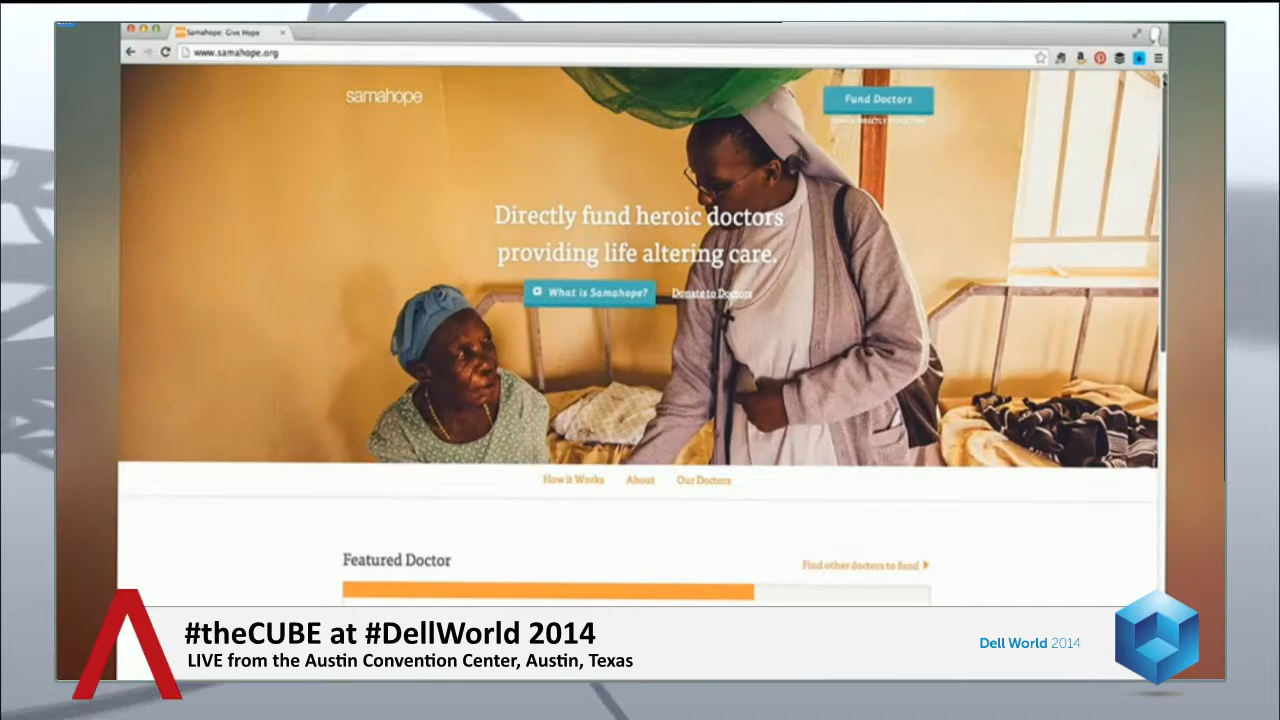 Samahope Give Hope
www.samahope.org
samahope
Fund Doctors
Directly fund heroic doctors
providing life altering care.
What is Samahope?
Donate to Doctors
How it Works
About
Our Doctors
Featured Doctor
Find other doctors to fund
#theCUBE at #DellWorld 2014
LIVE from the Austin Convention Center, Austin, Texas
Dell World 2014